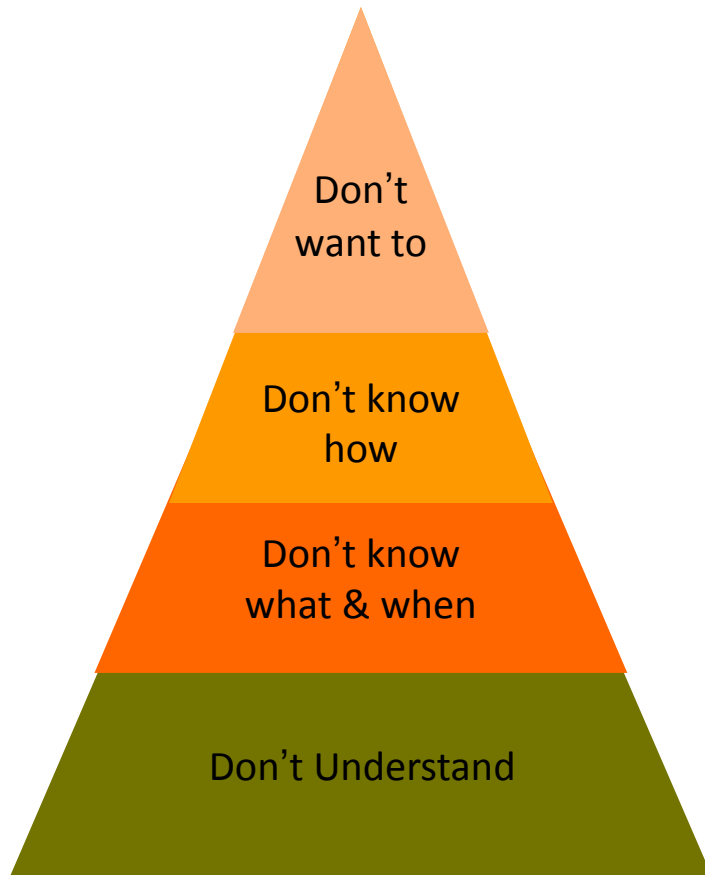 Don’t
want to
Don’t know
how
Don’t know
what & when
Don’t Understand